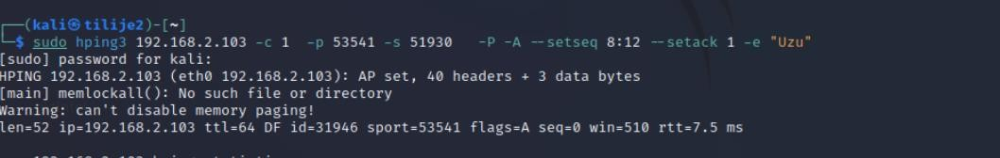 (kali㉿tilije2)-[~]
$ sudo hping3 192.168.2.103 -c 1 -p 53541 -s 51930 -P -A --setseq 8:12 --setack 1 -e "Uzu"
[sudo] password for kali:
HPING 192.168.2.103 (eth0 192.168.2.103): AP set, 40 headers + 3 data bytes
[main] memlockall(): No such file or directory
Warning: can't disable memory paging!
len=52 ip=192.168.2.103 ttl=64 DF id=31946 sport=53541 flags=A seq=0 win=510 rtt=7.5 ms